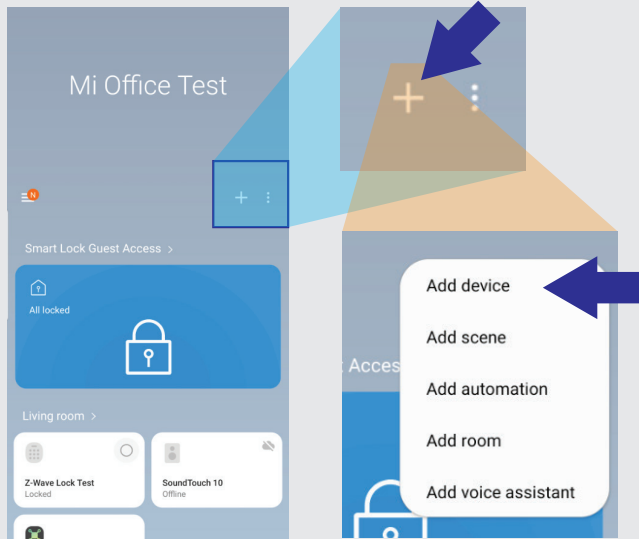 Mi Office Test
N
Smart Lock Guest Access >
All locked
Living room >
Z-Wave Lock Test
Locked
SoundTouch 10
Offline
Add device
Add scene
Acces
Add automation
Add room
Add voice assistant